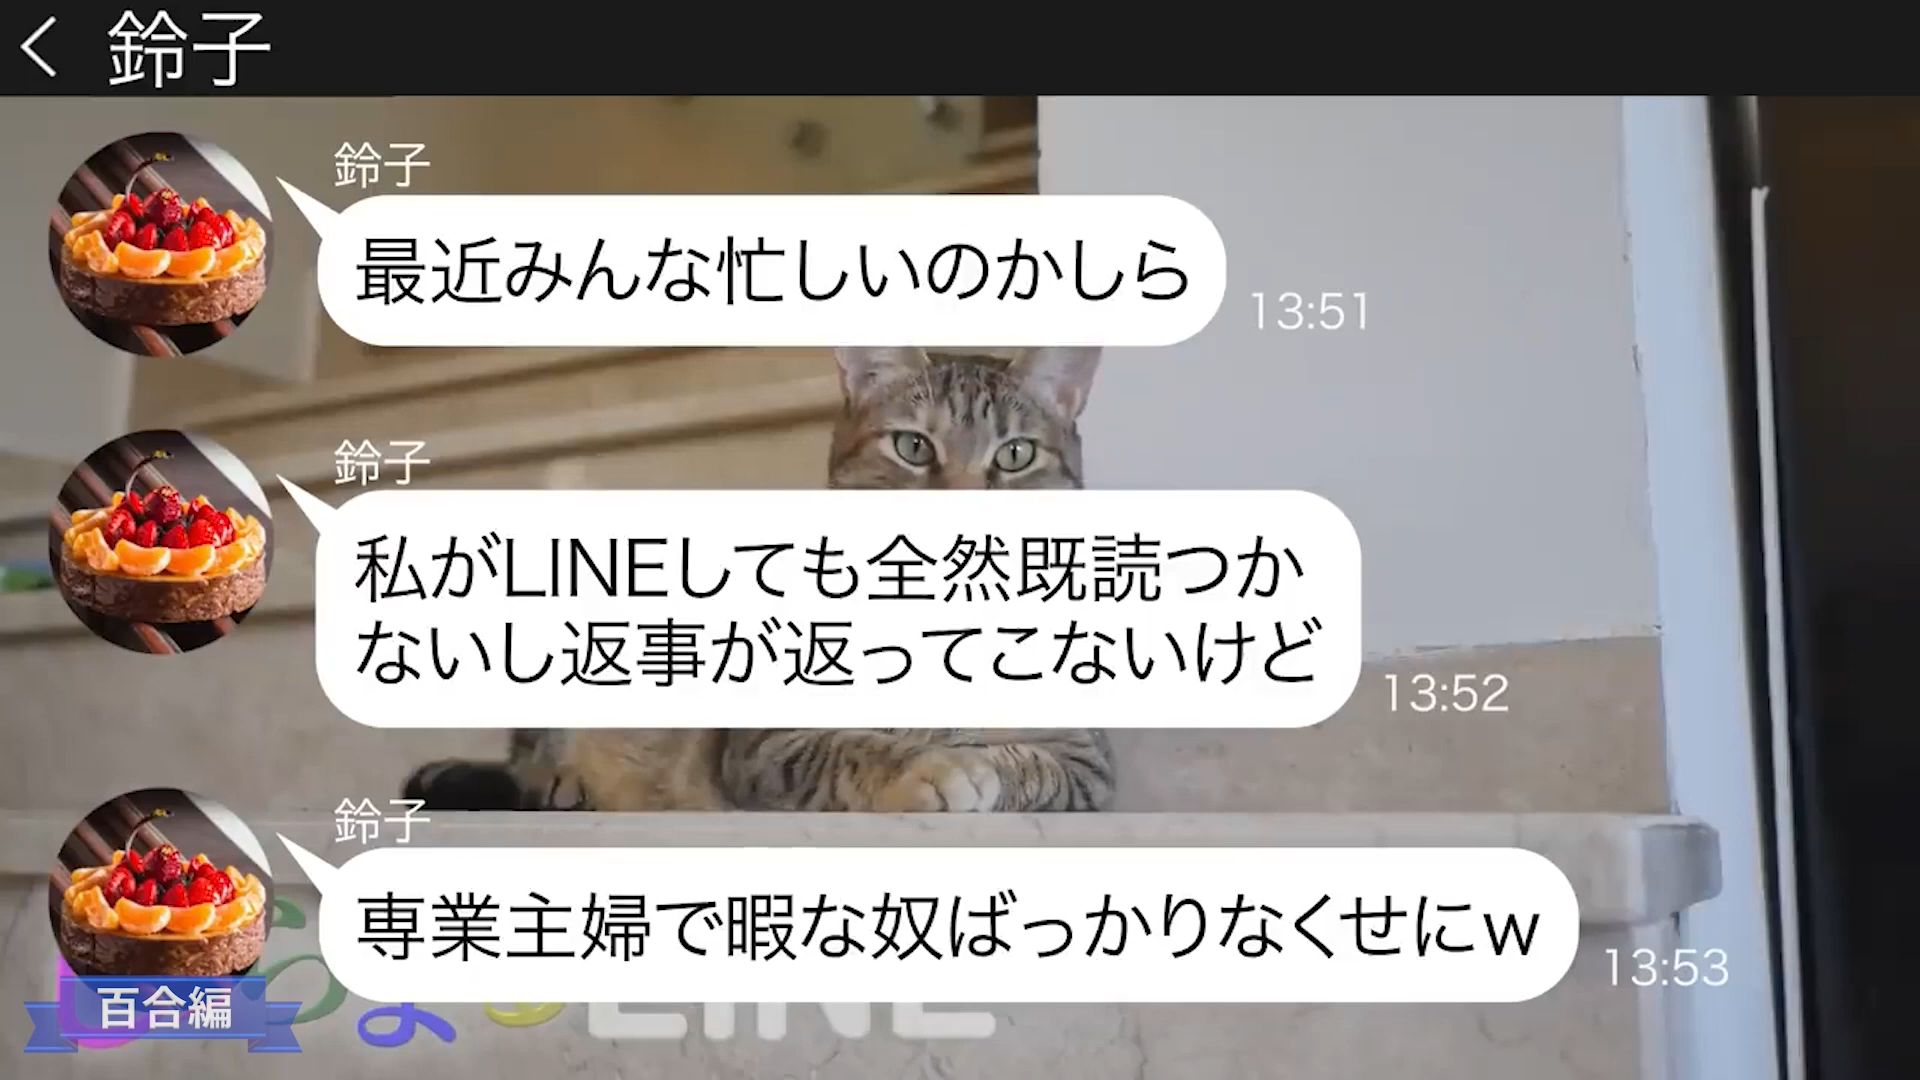 鈴子
鈴子
最近みんな忙しいのかしら
13:51
鈴子
私がLINEしても全然既読つか
ないし返事が返ってこないけど
13:52
鈴子
専業主婦で暇な奴ばっかりなくせにw
13:53
百合編
LINE